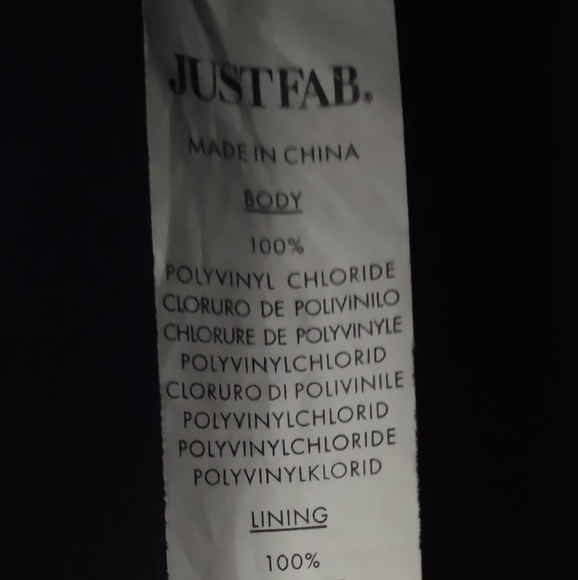 JUSTFAB.
MADE IN CHINA
BODY
100%
POLYVINYL CHLORIDE
CLORURO DE POLIVINILO
CHLORURE DE POLYVINYLE
POLYVINYLCHLORID
CLORURO DI POLIVINILE
POLYVINYLCHLORID
POLYVINYLCHLORIDE
POLYVINYLKLORID
LINING
100%